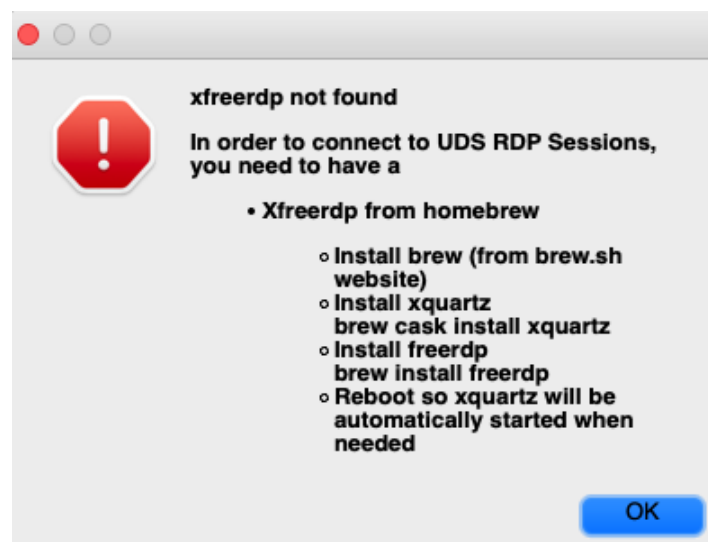 xfreerdp not found
In order to connect to UDS RDP Sessions,
you need to have a
• Xfreerdp from homebrew
◦ Install brew (from brew.sh
website)
◦ Install xquartz
brew cask install xquartz
◦ Install freerdp
brew install freerdp
◦ Reboot so xquartz will be
automatically started when
needed
OK